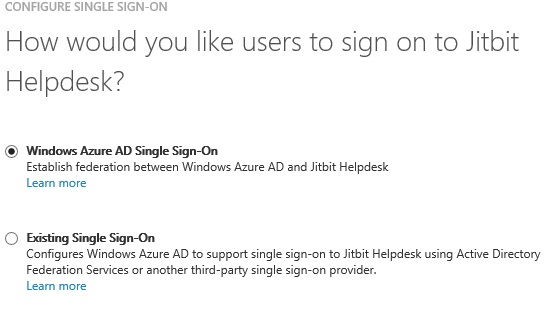 CONFIGURE SINGLE SIGN-ON
How would you like users to sign on to Jitbit
Helpdesk?
Windows Azure AD Single Sign-On
Establish federation between Windows Azure AD and Jitbit Helpdesk
Learn more
Existing Single Sign-On
Configures Windows Azure AD to support single sign-on to Jitbit Helpdesk using Active Directory
Federation Services or another third-party single sign-on provider.
Learn more